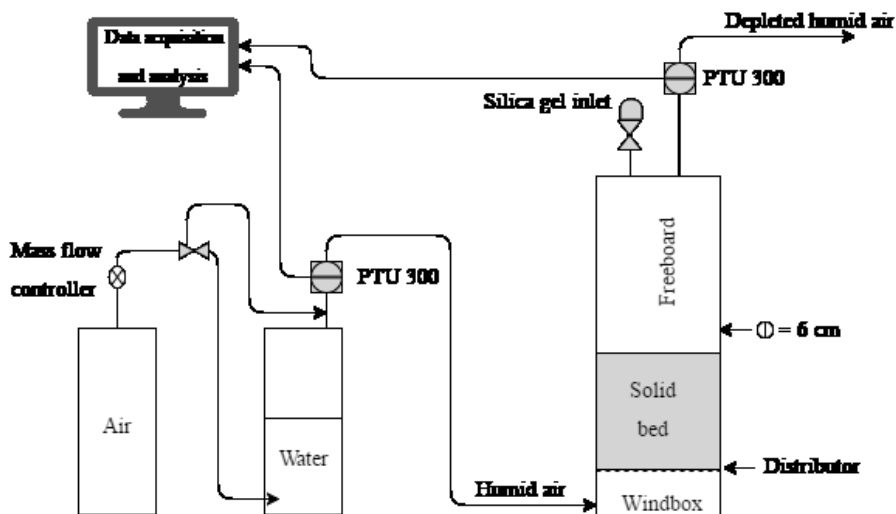 Depleted humid air
Data acquisition
and analysis
PTU 300
Silica gel inlet
Mass flow
controller
PTU 300
Freeboard
⌀ = 6 cm
Solid
bed
Air
Water
Distributor
Humid air
Windbox